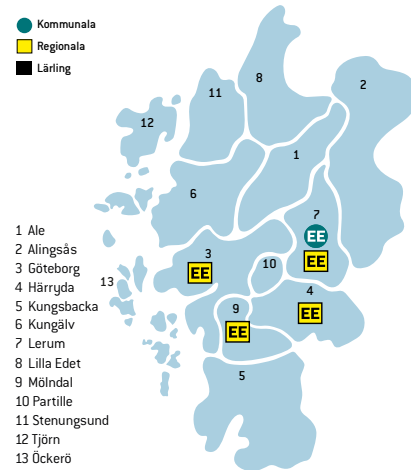 Kommunala
Regionala
Lärling
8
2
11
12
1
6
7
EE
3
EE
10
EE
13
4
9
EE
EE
5
1 Ale
2 Alingsås
3 Göteborg
4 Härryda
5 Kungsbacka
6 Kungälv
7 Lerum
8 Lilla Edet
9 Mölndal
10 Partille
11 Stenungsund
12 Tjörn
13 Öckerö